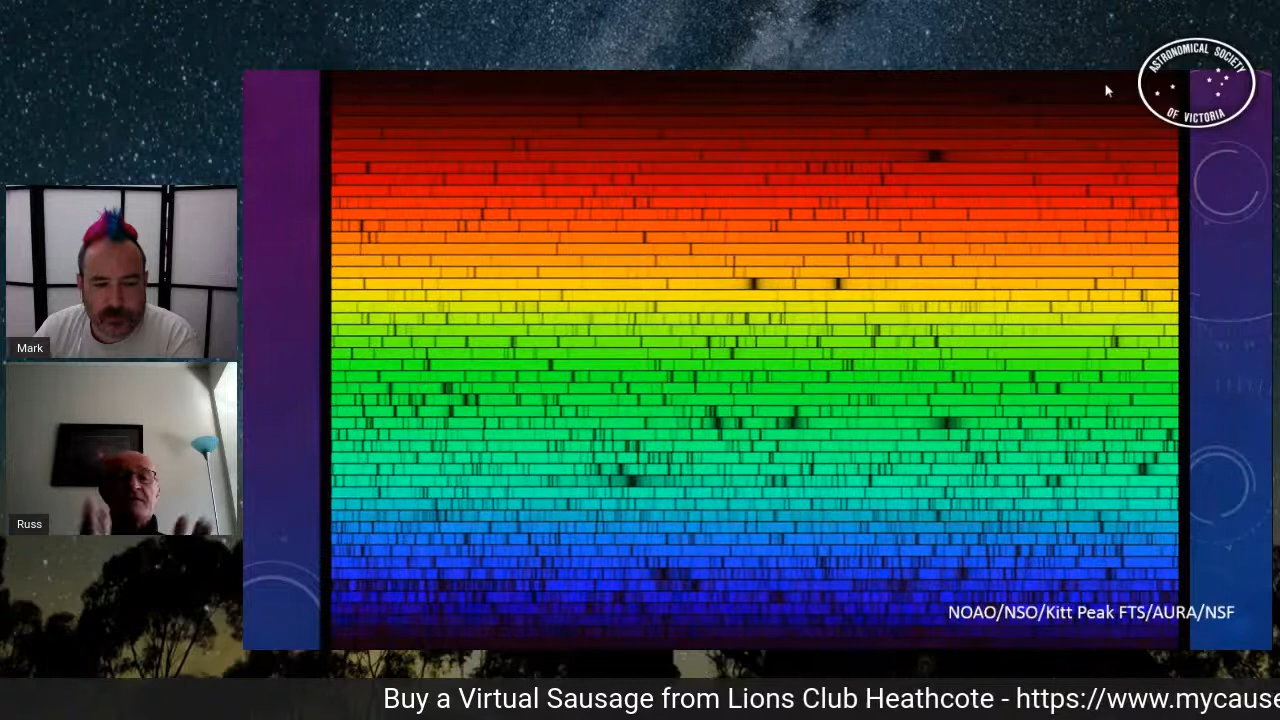 ASTRONOMICAL SOCIETY
OF VICTORIA
Mark
Russ
NOAO/NSO/Kitt Peak FTS/AURA/NSF
Buy a Virtual Sausage from Lions Club Heathcote - https://www.mycause